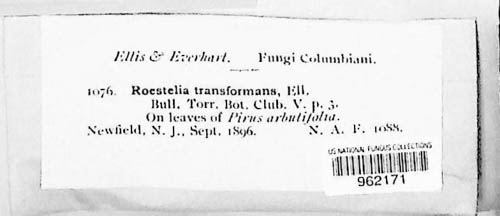 Ellis & Everhart. Fungi Columbiani.
1076. Roestelia transformans, Ell.
Bull. Torr. Bot. Club. V. p. 3.
On leaves of Pirus arbutifolia.
Newfield, N. J., Sept. 1896. N. A. F. 1088.
US NATIONAL FUNGUS COLLECTIONS
962171